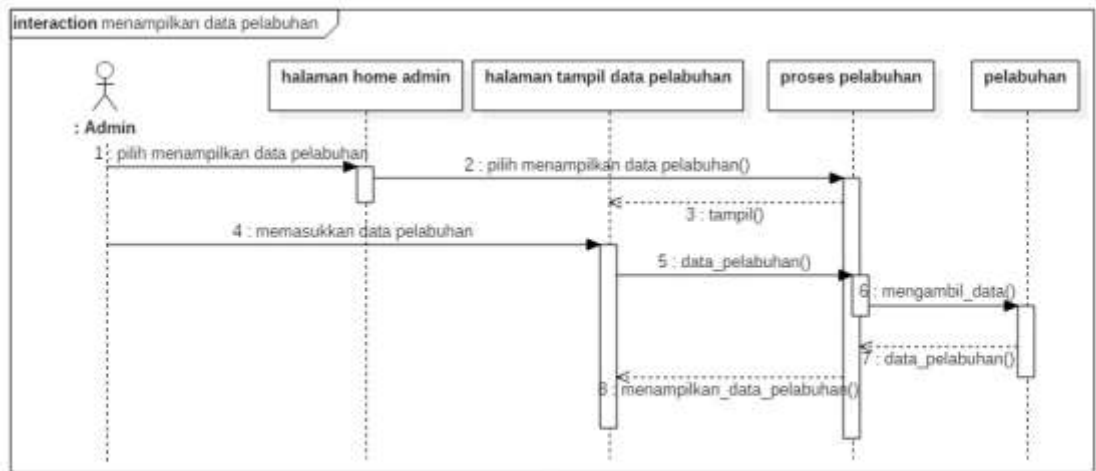 interaction menampilkan data pelabuhan
halaman home admin
halaman tampil data pelabuhan
proses pelabuhan
pelabuhan
: Admin
1 : pilih menampilkan data pelabuhan
2 : pilih menampilkan data pelabuhan()
3 : tampil()
4 : memasukkan data pelabuhan
5 : data_pelabuhan()
6 : mengambil_data()
7 : data_pelabuhan()
8 : menampilkan_data_pelabuhan()